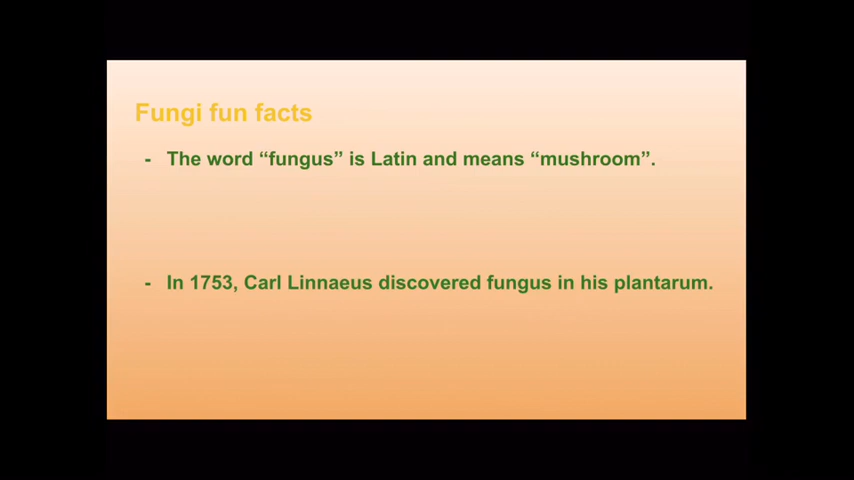 Fungi fun facts
- The word “fungus” is Latin and means “mushroom”.
- In 1753, Carl Linnaeus discovered fungus in his plantarum.